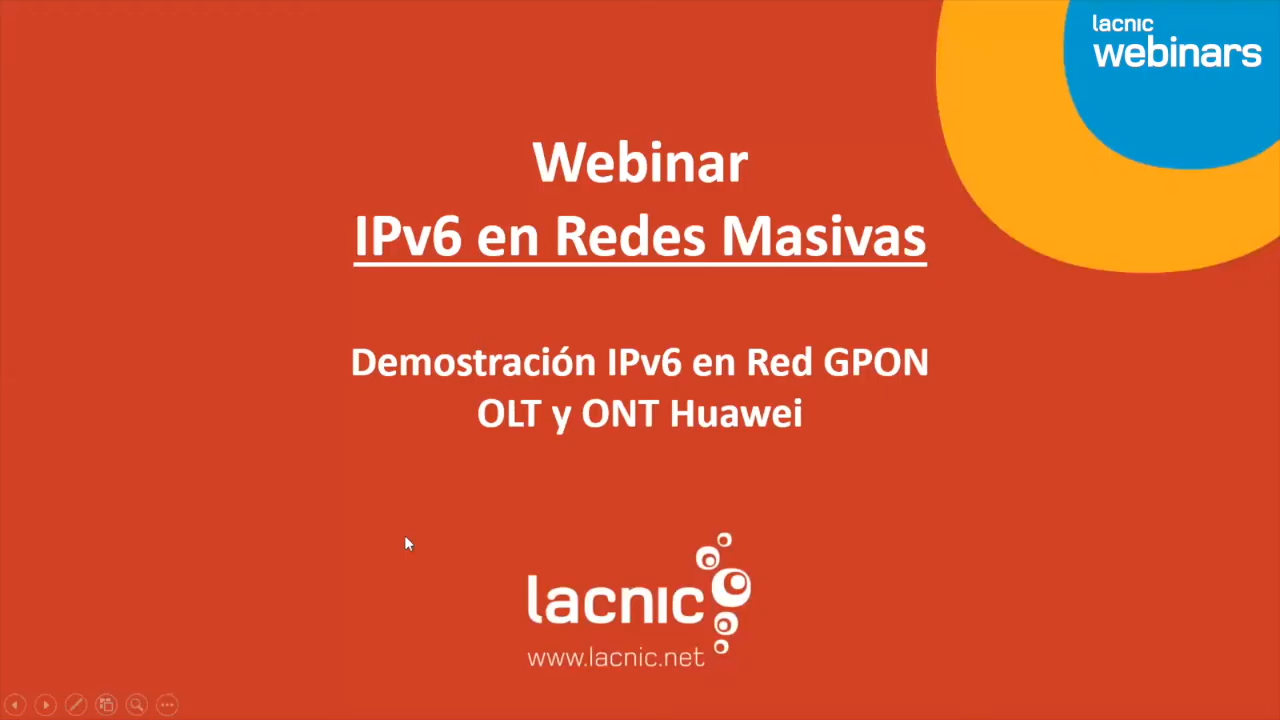 lacnic
webinars
Webinar
IPv6 en Redes Masivas
Demostración IPv6 en Red GPON
OLT y ONT Huawei
lacnic
www.lacnic.net